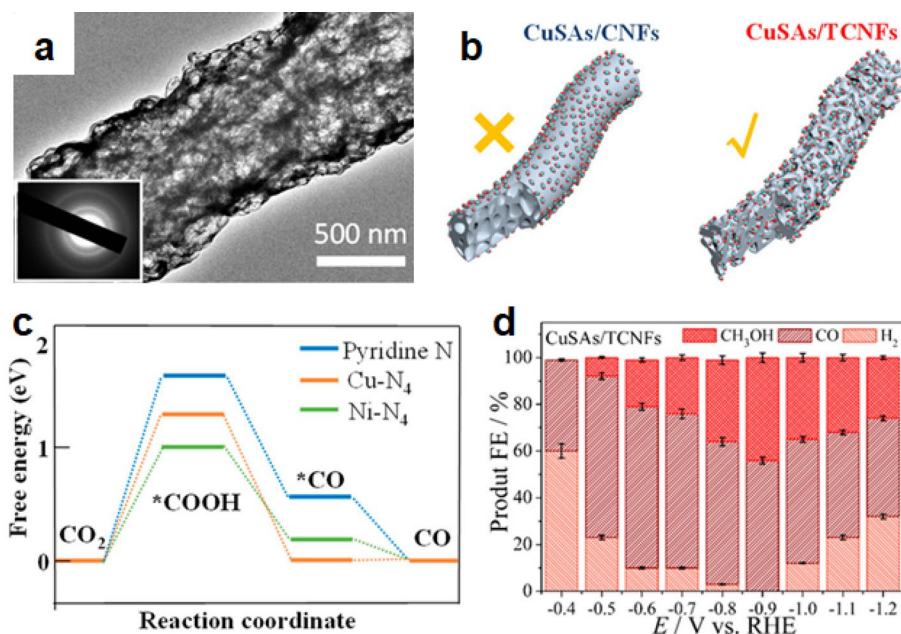 a
500 nm
b
CuSAs/CNFs
CuSAs/TCNFs
c
Free energy (eV)
2
1
0
Pyridine N
Cu-N₄
Ni-N₄
*COOH
*CO
CO₂
CO
Reaction coordinate
d
CuSAs/TCNFs
CH₃OH
CO
H₂
Produt FE / %
100
80
60
40
20
0
-0.4 -0.5 -0.6 -0.7 -0.8 -0.9 -1.0 -1.1 -1.2
E / V vs. RHE